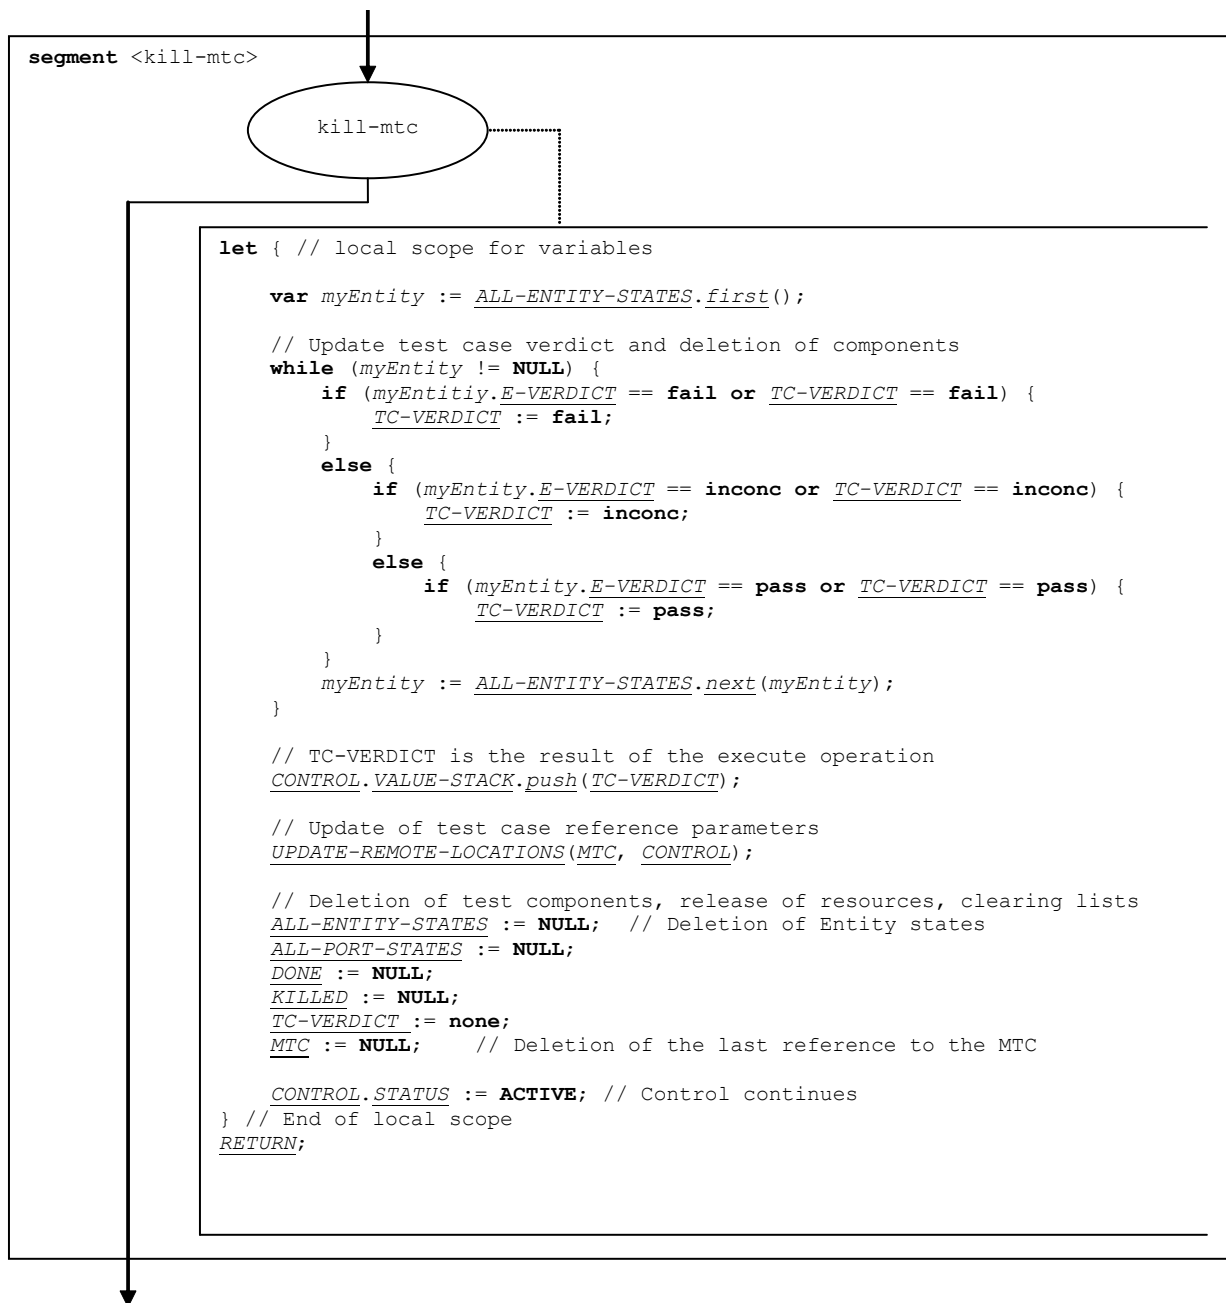 segment <kill-mtc>
kill-mtc
let { // local scope for variables
var myEntity := ALL-ENTITY-STATES.first();
// Update test case verdict and deletion of components
while (myEntity != NULL) {
if (myEntitiy.E-VERDICT == fail or TC-VERDICT == fail) {
TC-VERDICT := fail;
}
else {
if (myEntity.E-VERDICT == inconc or TC-VERDICT == inconc) {
TC-VERDICT := inconc;
}
else {
if (myEntity.E-VERDICT == pass or TC-VERDICT == pass) {
TC-VERDICT := pass;
}
}
myEntity := ALL-ENTITY-STATES.next(myEntity);
}
// TC-VERDICT is the result of the execute operation
CONTROL.VALUE-STACK.push(TC-VERDICT);
// Update of test case reference parameters
UPDATE-REMOTE-LOCATIONS(MTC, CONTROL);
// Deletion of test components, release of resources, clearing lists
ALL-ENTITY-STATES := NULL; // Deletion of Entity states
ALL-PORT-STATES := NULL;
DONE := NULL;
KILLED := NULL;
TC-VERDICT := none;
MTC := NULL; // Deletion of the last reference to the MTC
CONTROL.STATUS := ACTIVE; // Control continues
} // End of local scope
RETURN;